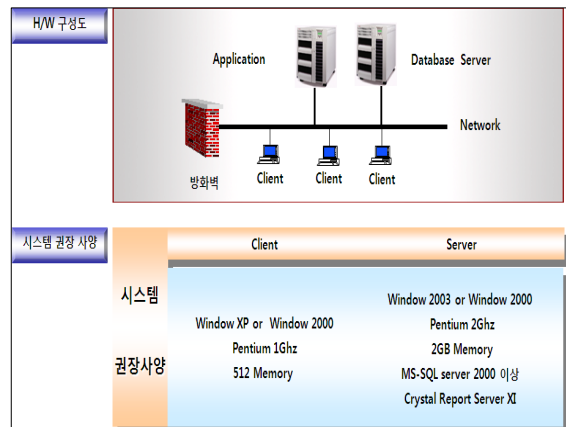 H/W 구성도
Application
Database Server
Network
방화벽
Client
Client
Client
시스템 권장 사양
Client
Server
시스템
권장사양
Window XP or Window 2000
Pentium 1Ghz
512 Memory
Window 2003 or Window 2000
Pentium 2Ghz
2GB Memory
MS-SQL server 2000 이상
Crystal Report Server XI